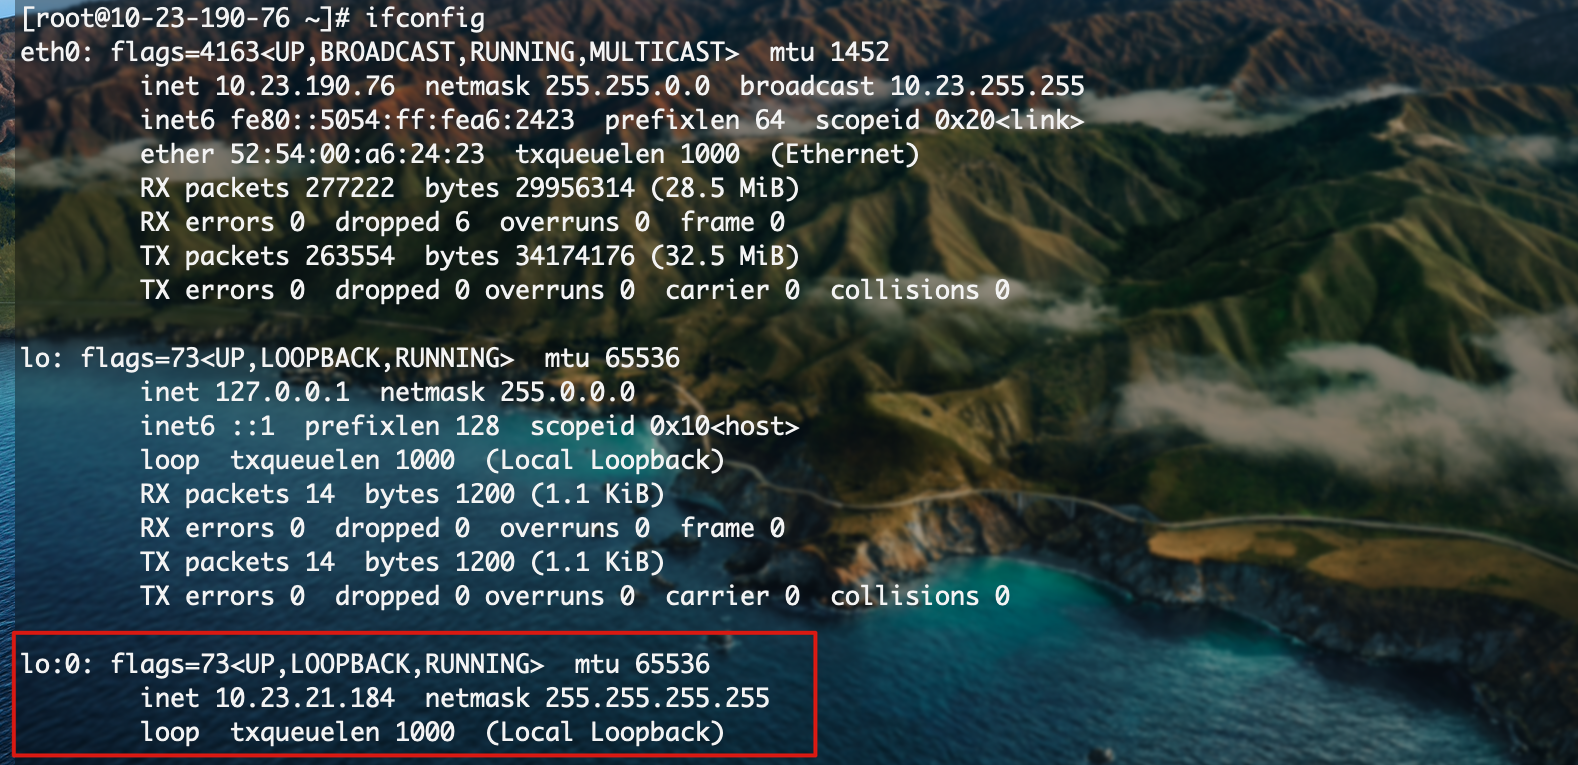 [root@10-23-190-76 ~]# ifconfig
eth0: flags=4163<UP,BROADCAST,RUNNING,MULTICAST>  mtu 1452
        inet 10.23.190.76  netmask 255.255.0.0  broadcast 10.23.255.255
        inet6 fe80::5054:ff:fea6:2423  prefixlen 64  scopeid 0x20<link>
        ether 52:54:00:a6:24:23  txqueuelen 1000  (Ethernet)
        RX packets 277222  bytes 29956314 (28.5 MiB)
        RX errors 0  dropped 6  overruns 0  frame 0
        TX packets 263554  bytes 34174176 (32.5 MiB)
        TX errors 0  dropped 0 overruns 0  carrier 0  collisions 0

lo: flags=73<UP,LOOPBACK,RUNNING>  mtu 65536
        inet 127.0.0.1  netmask 255.0.0.0
        inet6 ::1  prefixlen 128  scopeid 0x10<host>
        loop  txqueuelen 1000  (Local Loopback)
        RX packets 14  bytes 1200 (1.1 KiB)
        RX errors 0  dropped 0  overruns 0  frame 0
        TX packets 14  bytes 1200 (1.1 KiB)
        TX errors 0  dropped 0 overruns 0  carrier 0  collisions 0

lo:0: flags=73<UP,LOOPBACK,RUNNING>  mtu 65536
        inet 10.23.21.184  netmask 255.255.255.255
        loop  txqueuelen 1000  (Local Loopback)